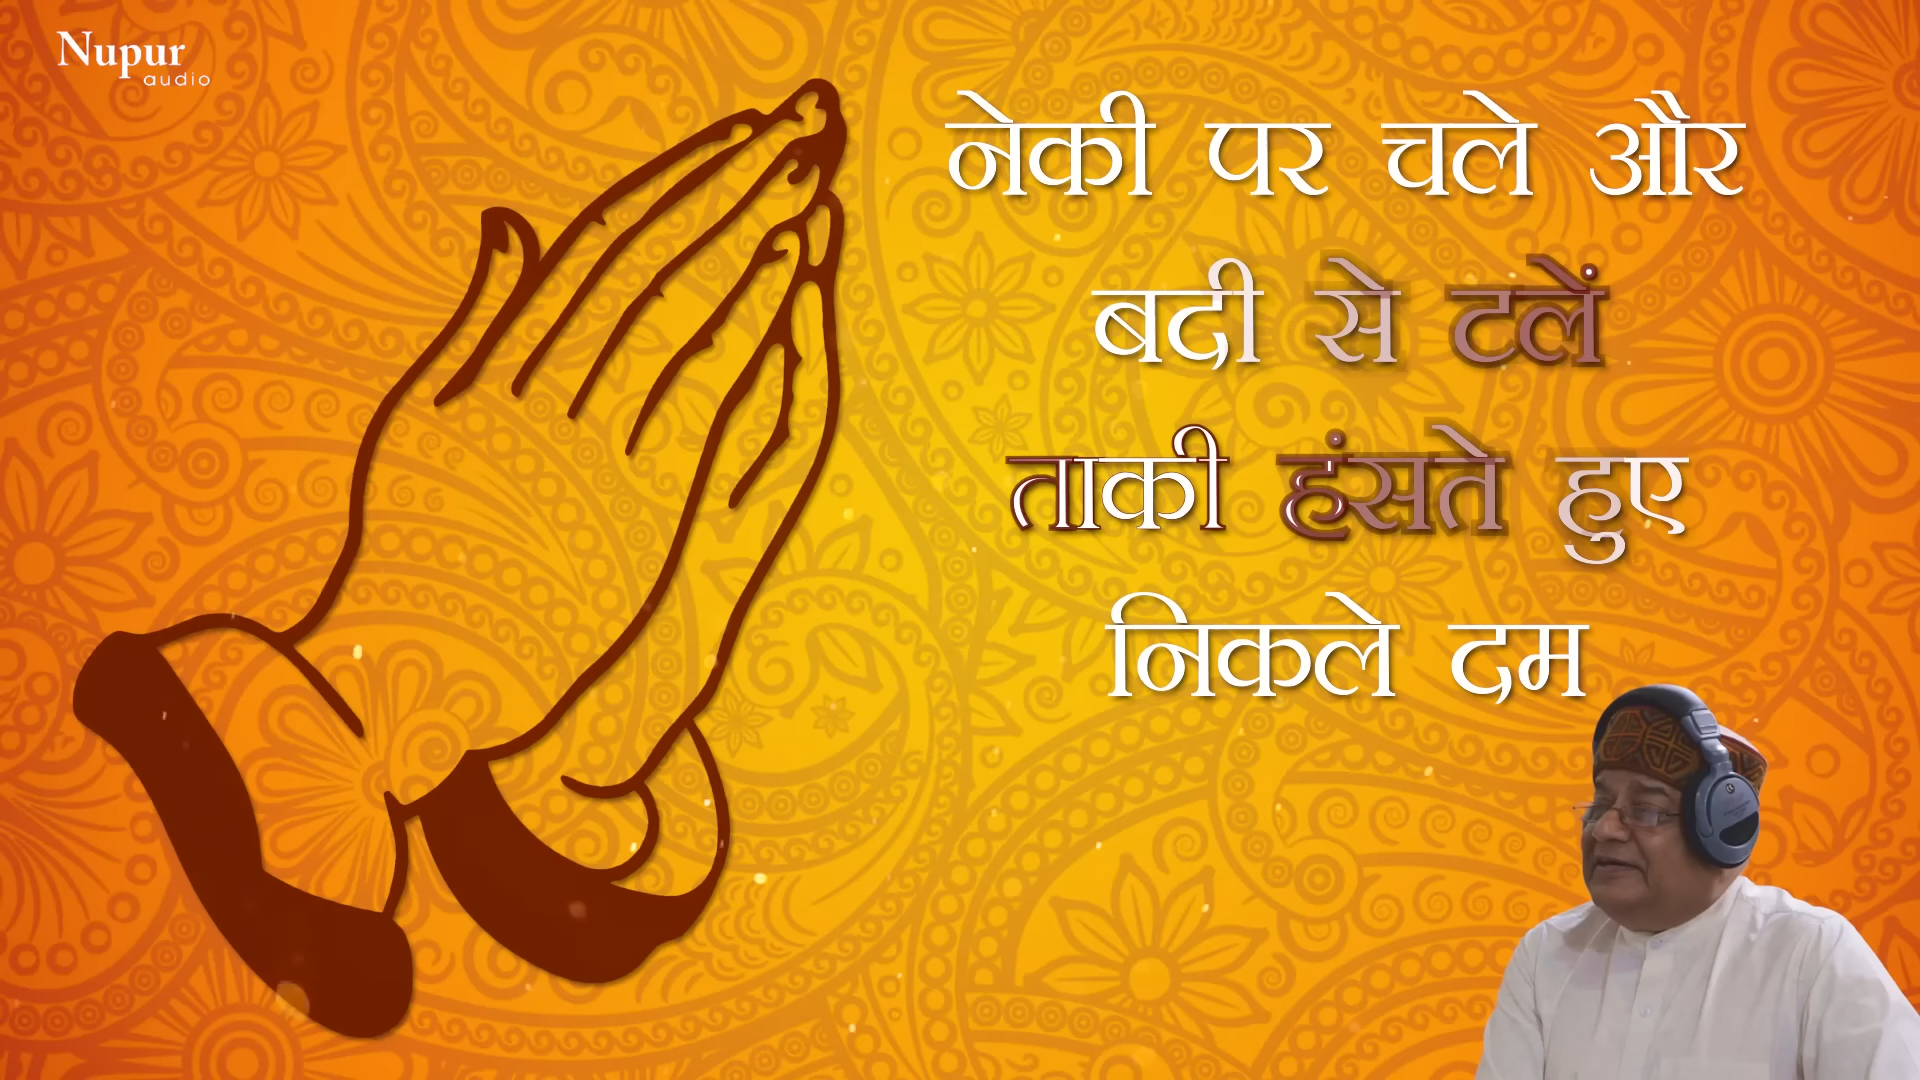 Nupur
audio
नेकी पर चले और
बदी से टलें
ताकी हंसते हुए
निकले दम